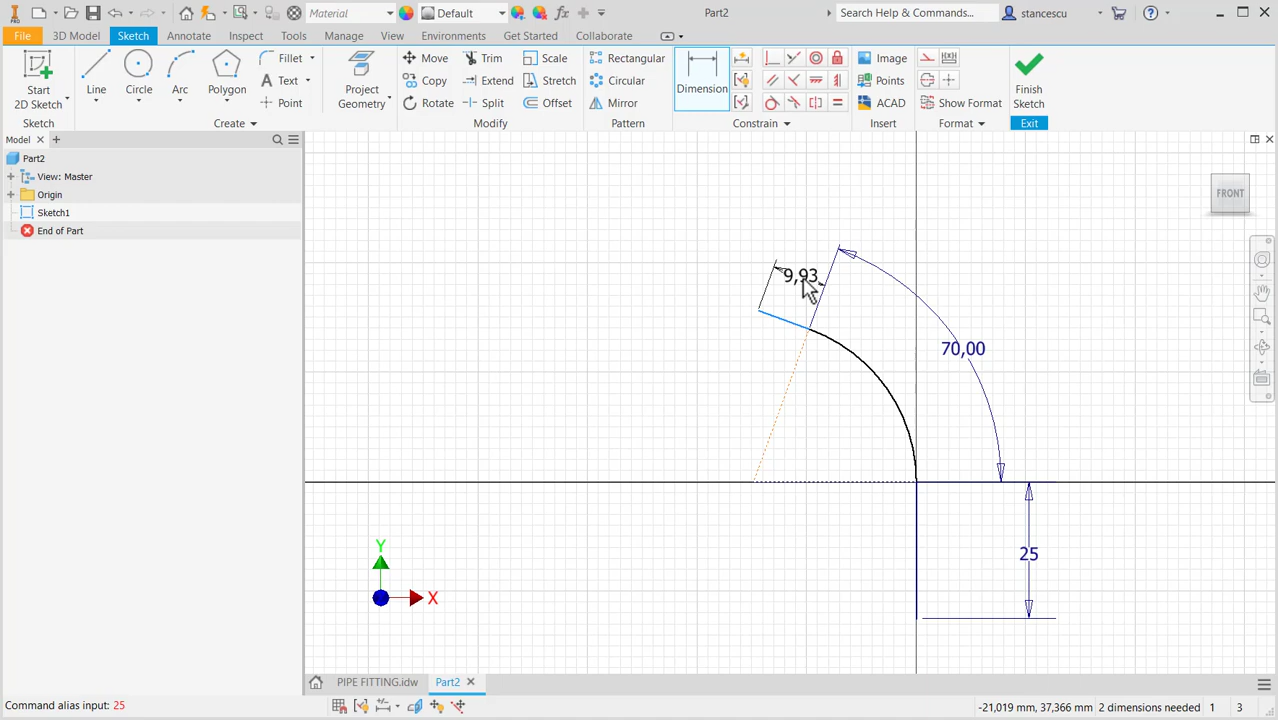 Material
Default
Part2
Search Help & Commands...
stancescu
PRO
File
3D Model
Sketch
Annotate
Inspect
Tools
Manage
View
Environments
Get Started
Collaborate
Start
2D Sketch
Line
Circle
Arc
Polygon
Fillet
Text
Point
Project
Geometry
Move
Copy
Rotate
Trim
Extend
Split
Scale
Stretch
Offset
Rectangular
Circular
Mirror
Dimension
Image
Points
ACAD
Show Format
Finish
Sketch
Sketch
Create
Modify
Pattern
Constrain
Insert
Format
Exit
Model
Part2
View: Master
Origin
Sketch1
End of Part
FRONT
9,93
70,00
25
Y
X
PIPE FITTING.idw
Part2
Command alias input: 25
-21,019 mm, 37,366 mm
2 dimensions needed
1
3